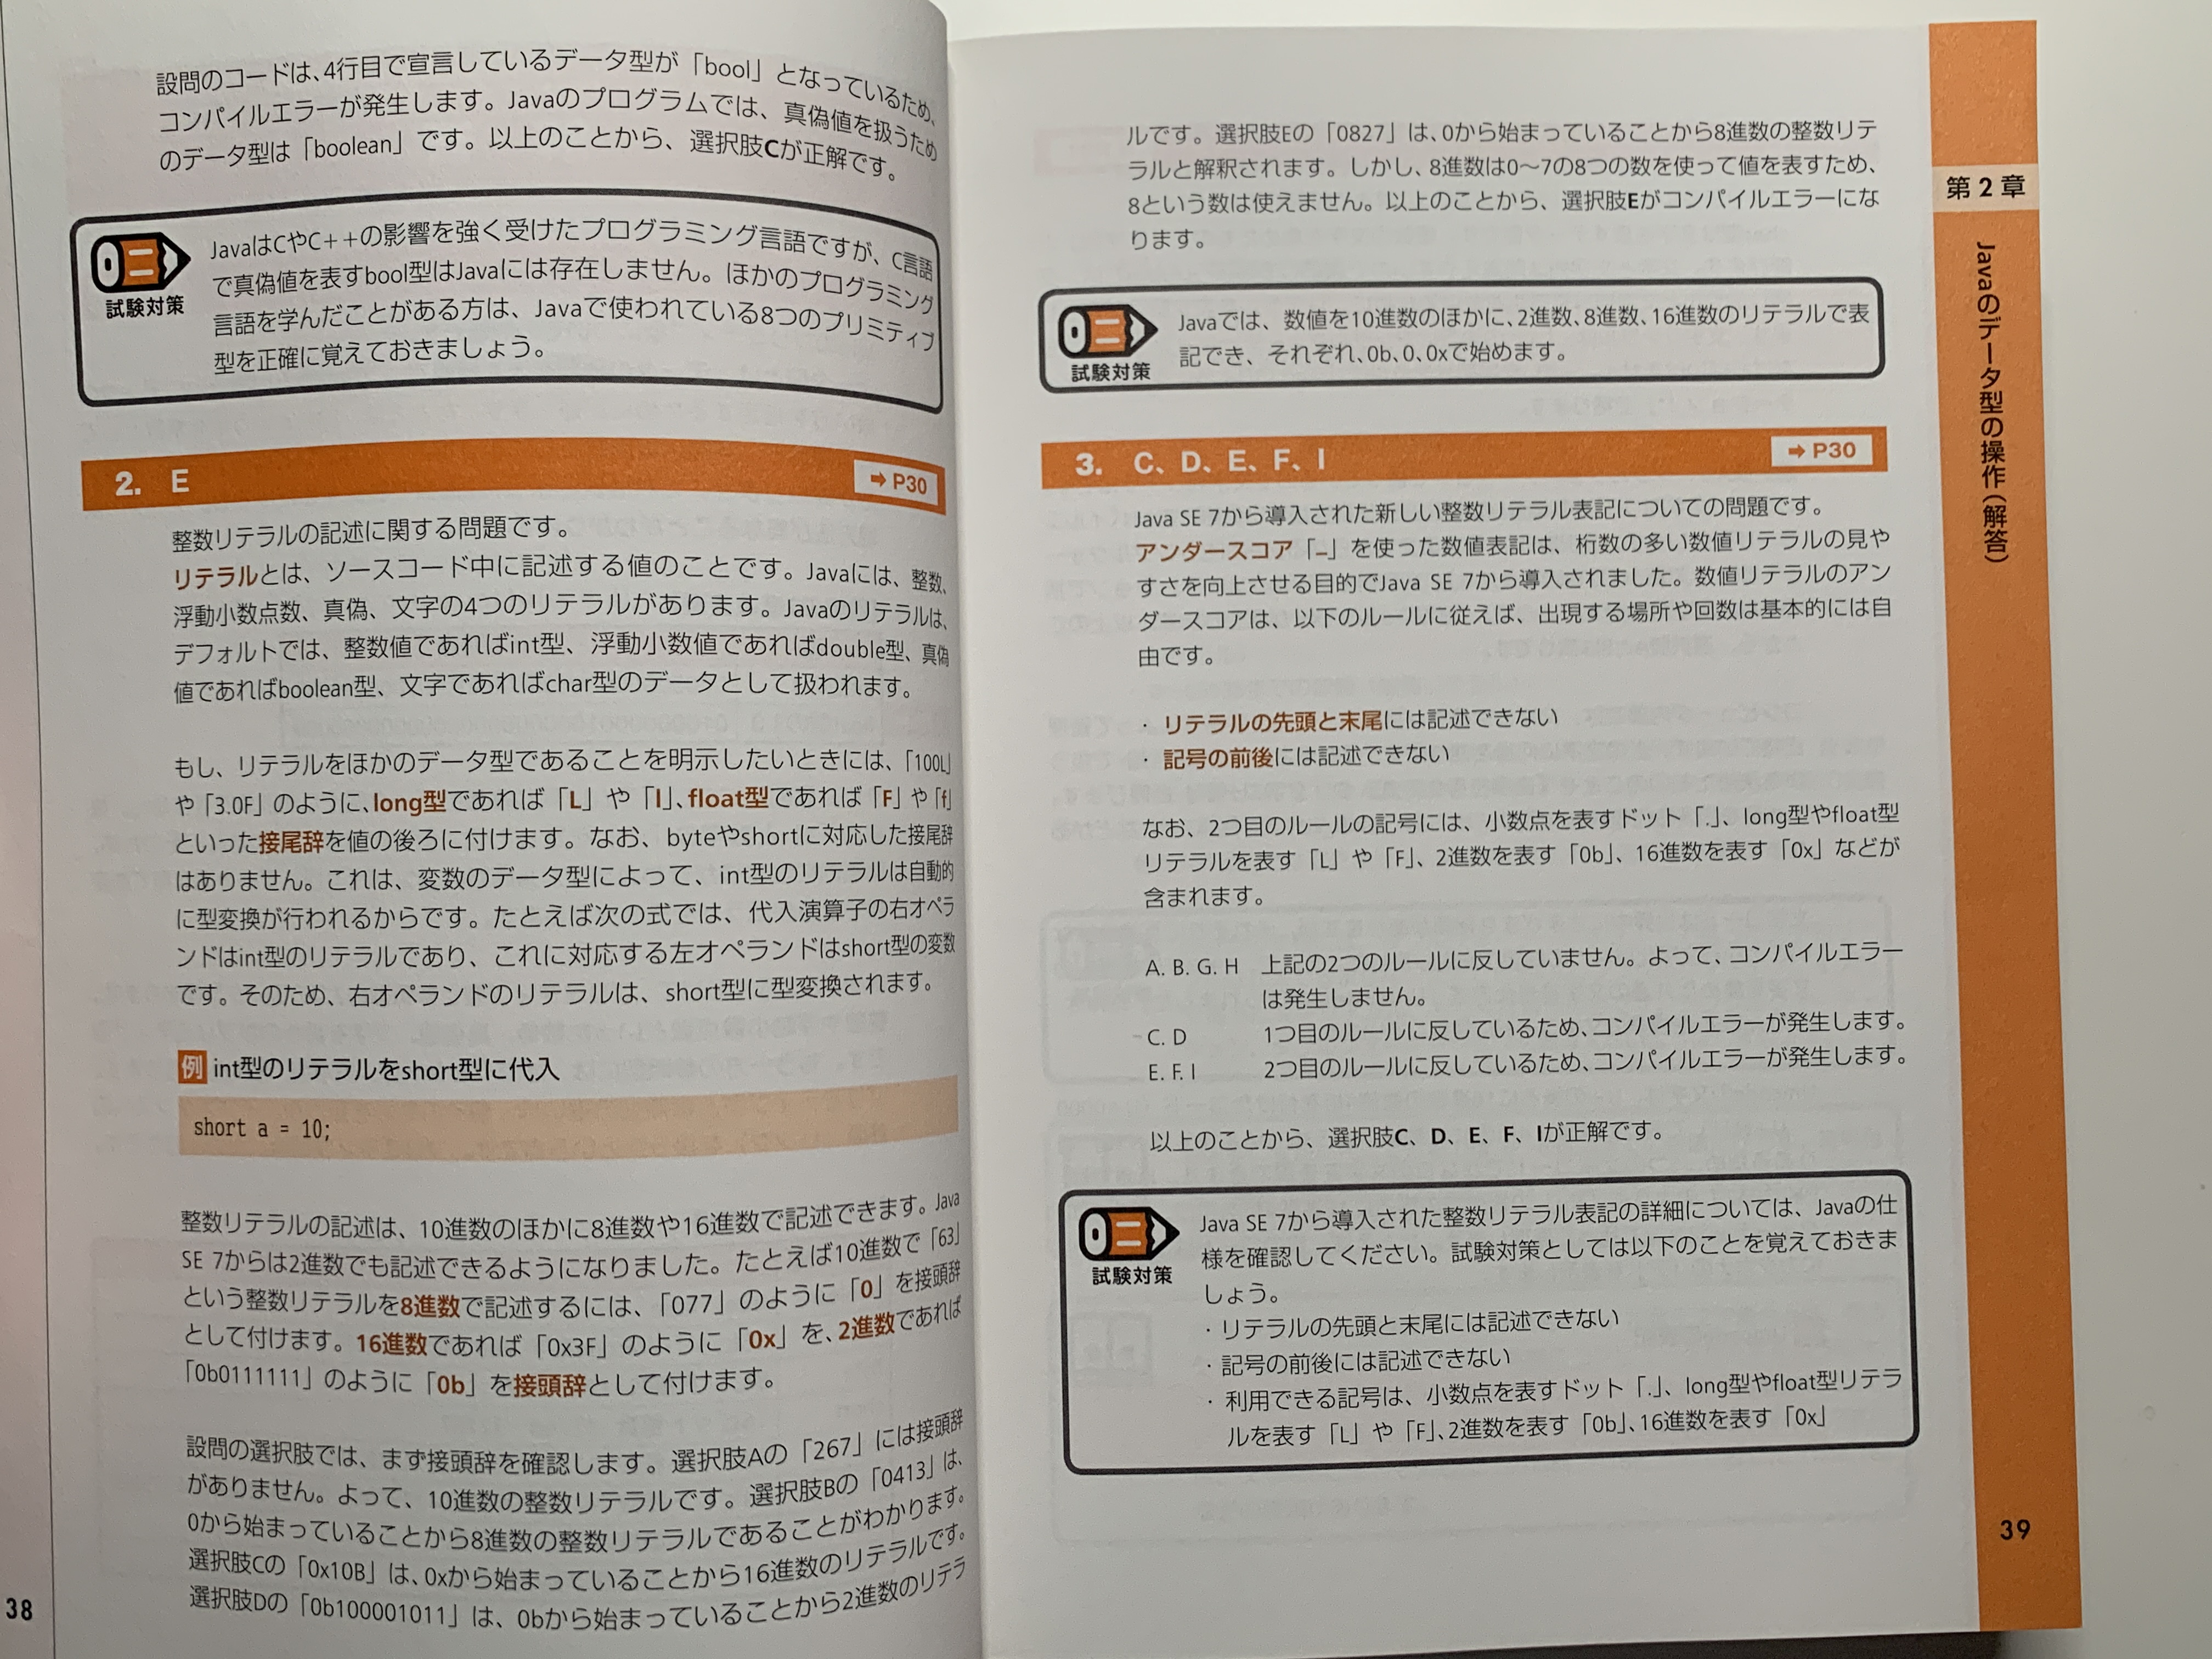 設問のコードは、4行目で宣言しているデータ型が「bool」となっているため、
コンパイルエラーが発生します。Javaのプログラムでは、真偽値を扱うため
のデータ型は「boolean」です。以上のことから、選択肢Cが正解です。
試験対策
JavaはCやC++の影響を強く受けたプログラミング言語ですが、C言語
で真偽値を表すbool型はJavaには存在しません。ほかのプログラミング
言語を学んだことがある方は、Javaで使われている8つのプリミティブ
型を正確に覚えておきましょう。
2. E ➡ P30
整数リテラルの記述に関する問題です。
リテラルとは、ソースコード中に記述する値のことです。Javaには、整数、
浮動小数点数、真偽、文字の4つのリテラルがあります。Javaのリテラルは、
デフォルトでは、整数値であればint型、浮動小数値であればdouble型、真偽
値であればboolean型、文字であればchar型のデータとして扱われます。
もし、リテラルをほかのデータ型であることを明示したいときには、「100L」
や「3.0F」のように、long型であれば「L」や「l」、float型であれば「F」や「f」
といった接尾辞を値の後ろに付けます。なお、byteやshortに対応した接尾辞
はありません。これは、変数のデータ型によって、int型のリテラルは自動的
に型変換が行われるからです。たとえば次の式では、代入演算子の右オペラ
ンドはint型のリテラルであり、これに対応する左オペランドはshort型の変数
です。そのため、右オペランドのリテラルは、short型に型変換されます。
例 int型のリテラルをshort型に代入
short a = 10;
整数リテラルの記述は、10進数のほかに8進数や16進数で記述できます。Java
SE 7からは2進数でも記述できるようになりました。たとえば10進数で「63」
という整数リテラルを8進数で記述するには、「077」のように「0」を接頭辞
として付けます。16進数であれば「0x3F」のように「0x」を、2進数であれば
「0b0111111」のように「0b」を接頭辞として付けます。
設問の選択肢では、まず接頭辞を確認します。選択肢Aの「267」には接頭辞
がありません。よって、10進数の整数リテラルです。選択肢Bの「0413」は、
0から始まっていることから8進数の整数リテラルであることがわかります。
選択肢Cの「0x10B」は、0xから始まっていることから16進数のリテラルです。
選択肢Dの「0b100001011」は、0bから始まっていることから2進数のリテラ
38
ルです。選択肢Eの「0827」は、0から始まっていることから8進数の整数リテ
ラルと解釈されます。しかし、8進数は0〜7の8つの数を使って値を表すため、
8という数は使えません。以上のことから、選択肢Eがコンパイルエラーにな
ります。
試験対策
Javaでは、数値を10進数のほかに、2進数、8進数、16進数のリテラルで表
記でき、それぞれ、0b、0、0xで始めます。
3. C、D、E、F、I ➡ P30
Java SE 7から導入された新しい整数リテラル表記についての問題です。
アンダースコア「_」を使った数値表記は、桁数の多い数値リテラルの見や
すさを向上させる目的でJava SE 7から導入されました。数値リテラルのアン
ダースコアは、以下のルールに従えば、出現する場所や回数は基本的には自
由です。
・ リテラルの先頭と末尾には記述できない
・ 記号の前後には記述できない
なお、2つ目のルールの記号には、小数点を表すドット「.」、long型やfloat型
リテラルを表す「L」や「F」、2進数を表す「0b」、16進数を表す「0x」などが
含まれます。
A. B. G. H 上記の2つのルールに反していません。よって、コンパイルエラー
は発生しません。
C. D 1つ目のルールに反しているため、コンパイルエラーが発生します。
E. F. I 2つ目のルールに反しているため、コンパイルエラーが発生します。
以上のことから、選択肢C、D、E、F、Iが正解です。
試験対策
Java SE 7から導入された整数リテラル表記の詳細については、Javaの仕
様を確認してください。試験対策としては以下のことを覚えておきま
しょう。
・リテラルの先頭と末尾には記述できない
・記号の前後には記述できない
・利用できる記号は、小数点を表すドット「.」、long型やfloat型リテラ
ルを表す「L」や「F」、2進数を表す「0b」、16進数を表す「0x」
第2章
Javaのデータ型の操作（解答）
39